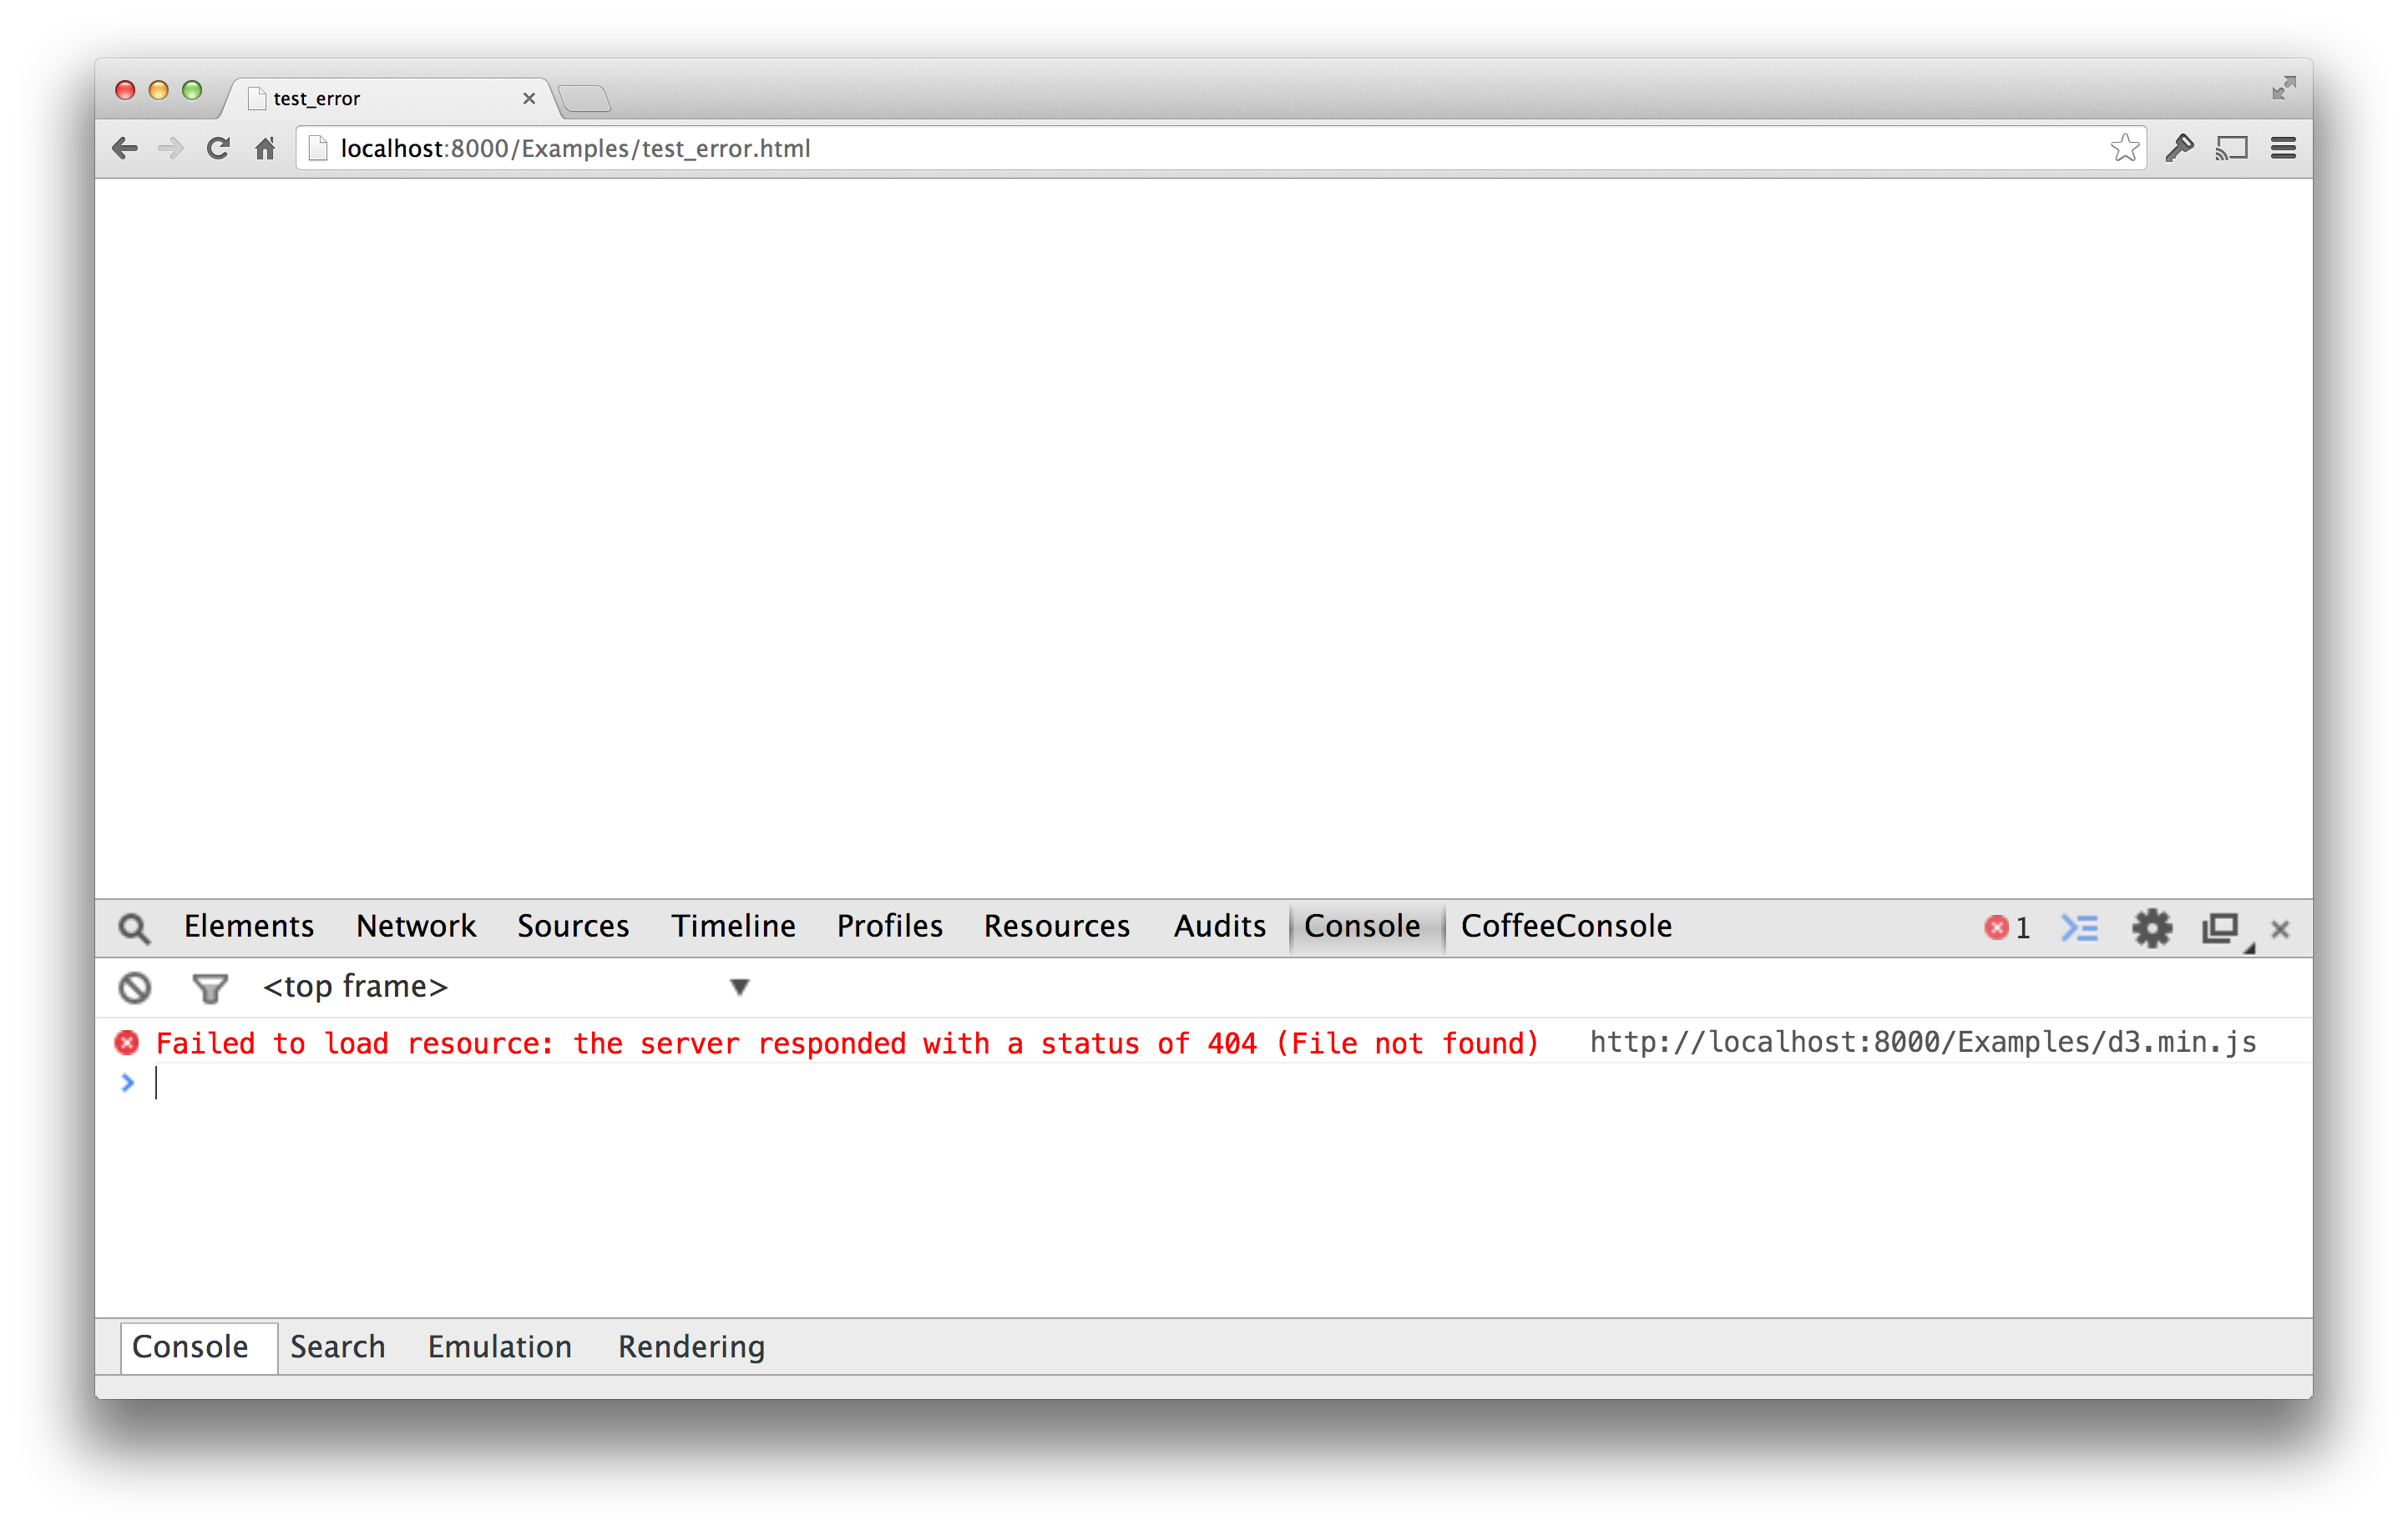 test_error
localhost:8000/Examples/test_error.html
Elements Network Sources Timeline Profiles Resources Audits Console CoffeeConsole 1
<top frame>
Failed to load resource: the server responded with a status of 404 (File not found) http://localhost:8000/Examples/d3.min.js
Console Search Emulation Rendering